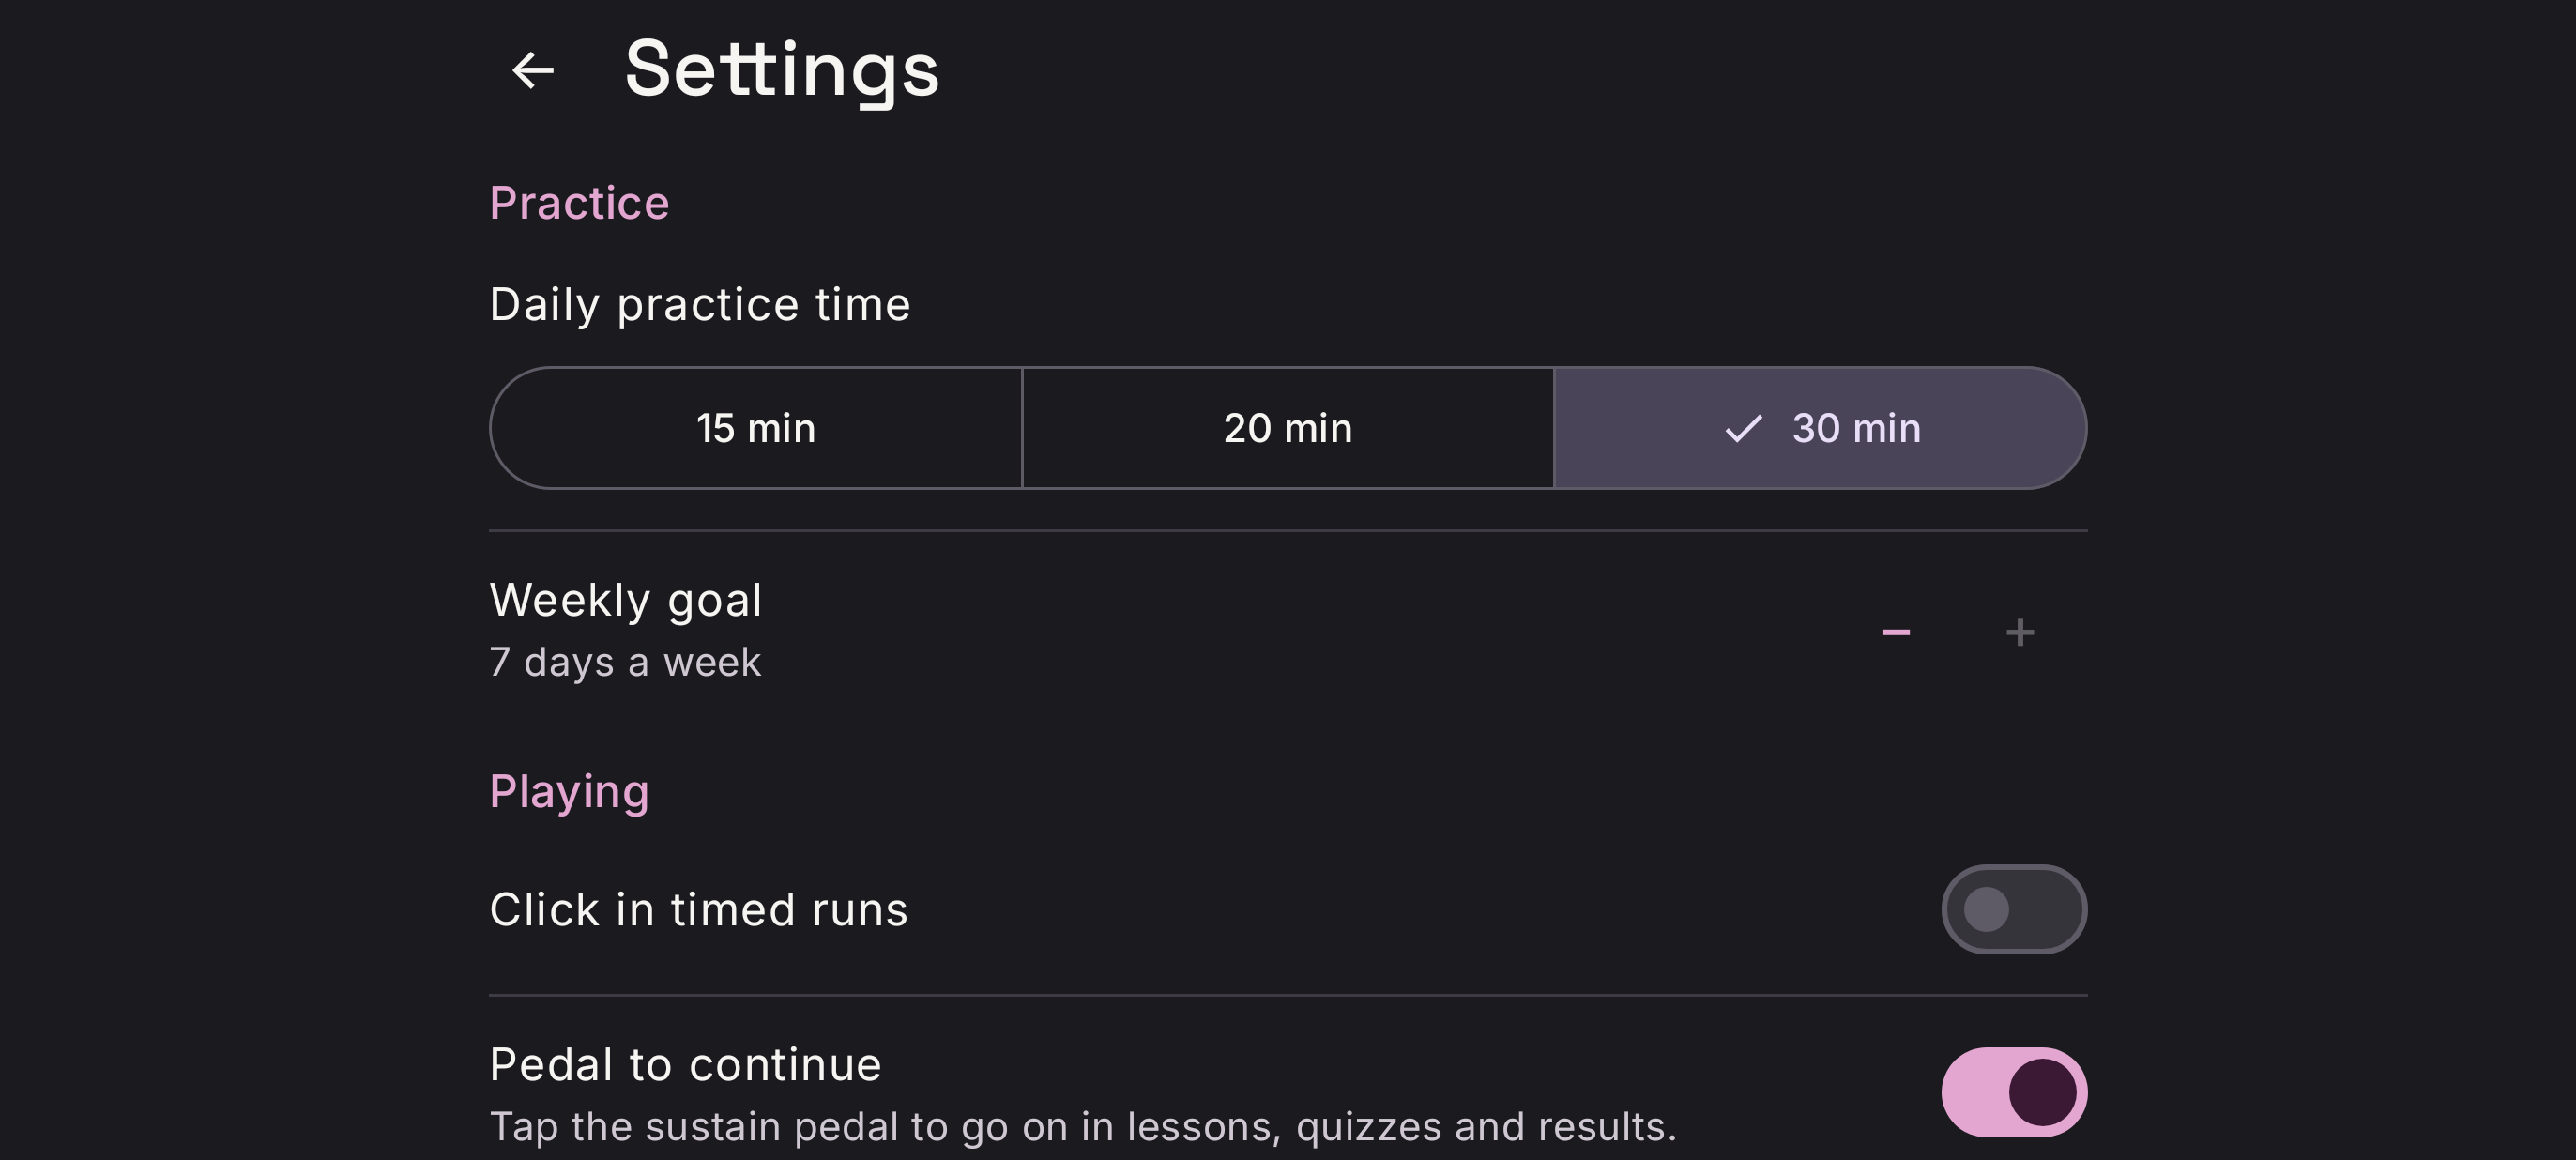 Settings
Practice
Daily practice time
15 min
20 min
30 min
Weekly goal
7 days a week
Playing
Click in timed runs
Pedal to continue
Tap the sustain pedal to go on in lessons, quizzes and results.